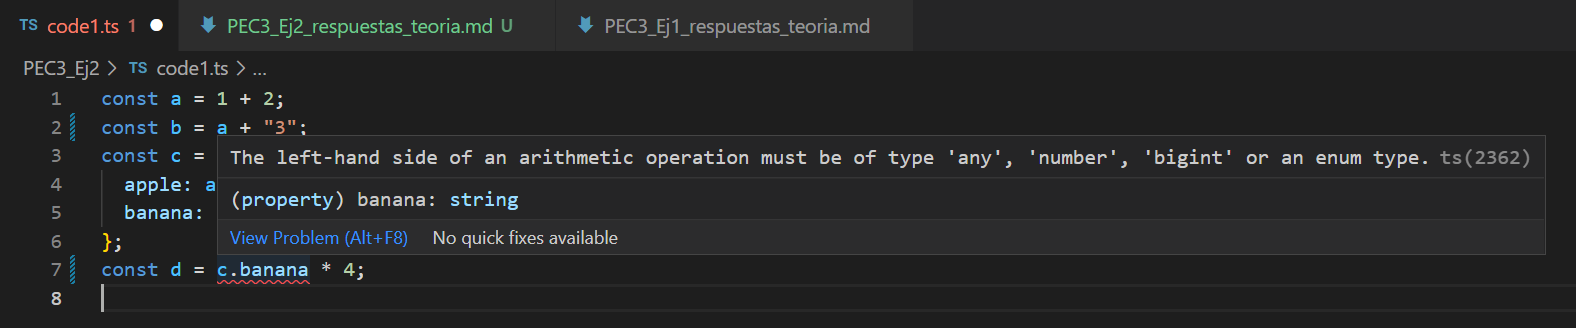 TS code1.ts 1 PEC3_Ej2_respuestas_teoria.md U PEC3_Ej1_respuestas_teoria.md
PEC3_Ej2 > TS code1.ts > ...
1 const a = 1 + 2;
2 const b = a + "3";
3 const c =
The left-hand side of an arithmetic operation must be of type 'any', 'number', 'bigint' or an enum type. ts(2362)
4 apple: a
(property) banana: string
5 banana:
View Problem (Alt+F8) No quick fixes available
6 };
7 const d = c.banana * 4;
8